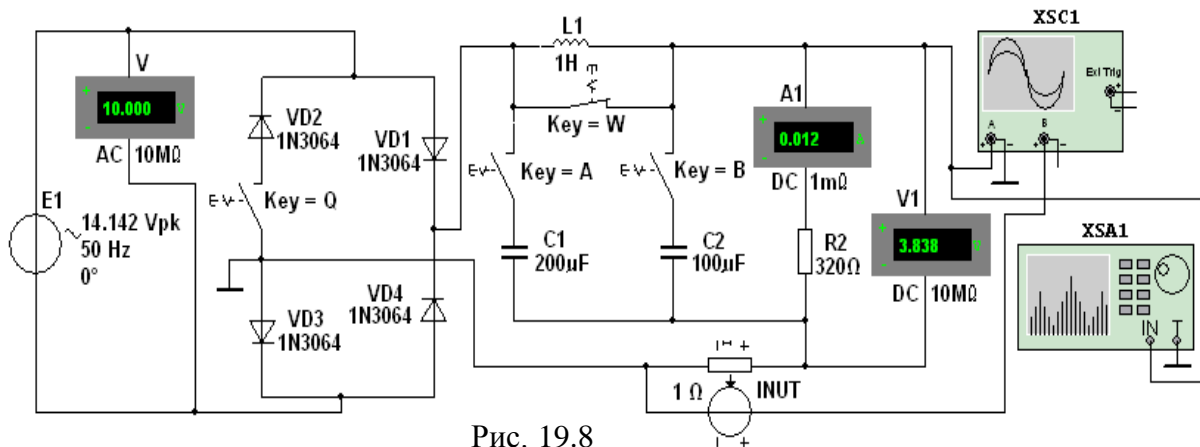 XSC1
L1
1H
V
+
10.000 V
-
AC 10MΩ
VD2
1N3064
VD1
1N3064
Key = W
A1
+
0.012 A
-
DC 1mΩ
Ext Trig
+
-
A
B
+ - + -
E1
14.142 Vpk
50 Hz
0°
Key = Q
Key = A
Key = B
V1
+
3.838 V
-
DC 10MΩ
C1
200µF
C2
100µF
R2
320Ω
XSA1
VD3
1N3064
VD4
1N3064
IN T
1 Ω
INUT
Рис. 19.8